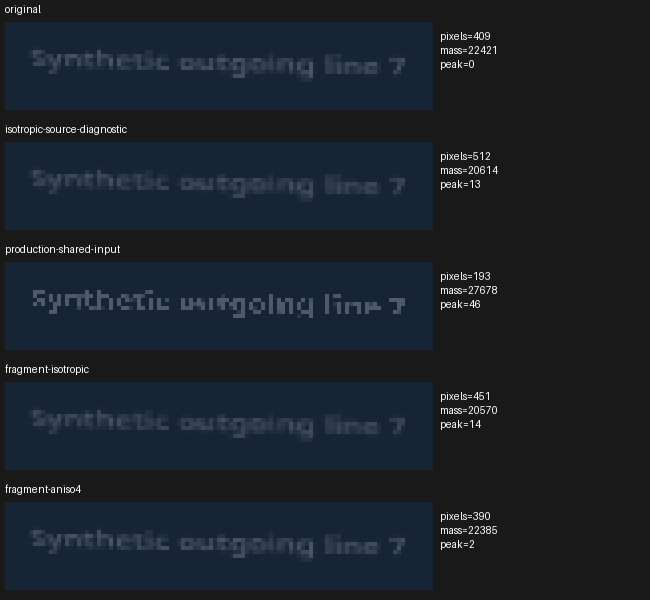 original
Synthetic outgoing line 7
pixels=409
mass=22421
peak=0
isotropic-source-diagnostic
Synthetic outgoing line 7
pixels=512
mass=20614
peak=13
production-shared-input
Synthetic outgoing line 7
pixels=193
mass=27678
peak=46
fragment-isotropic
Synthetic outgoing line 7
pixels=451
mass=20570
peak=14
fragment-aniso4
Synthetic outgoing line 7
pixels=390
mass=22385
peak=2